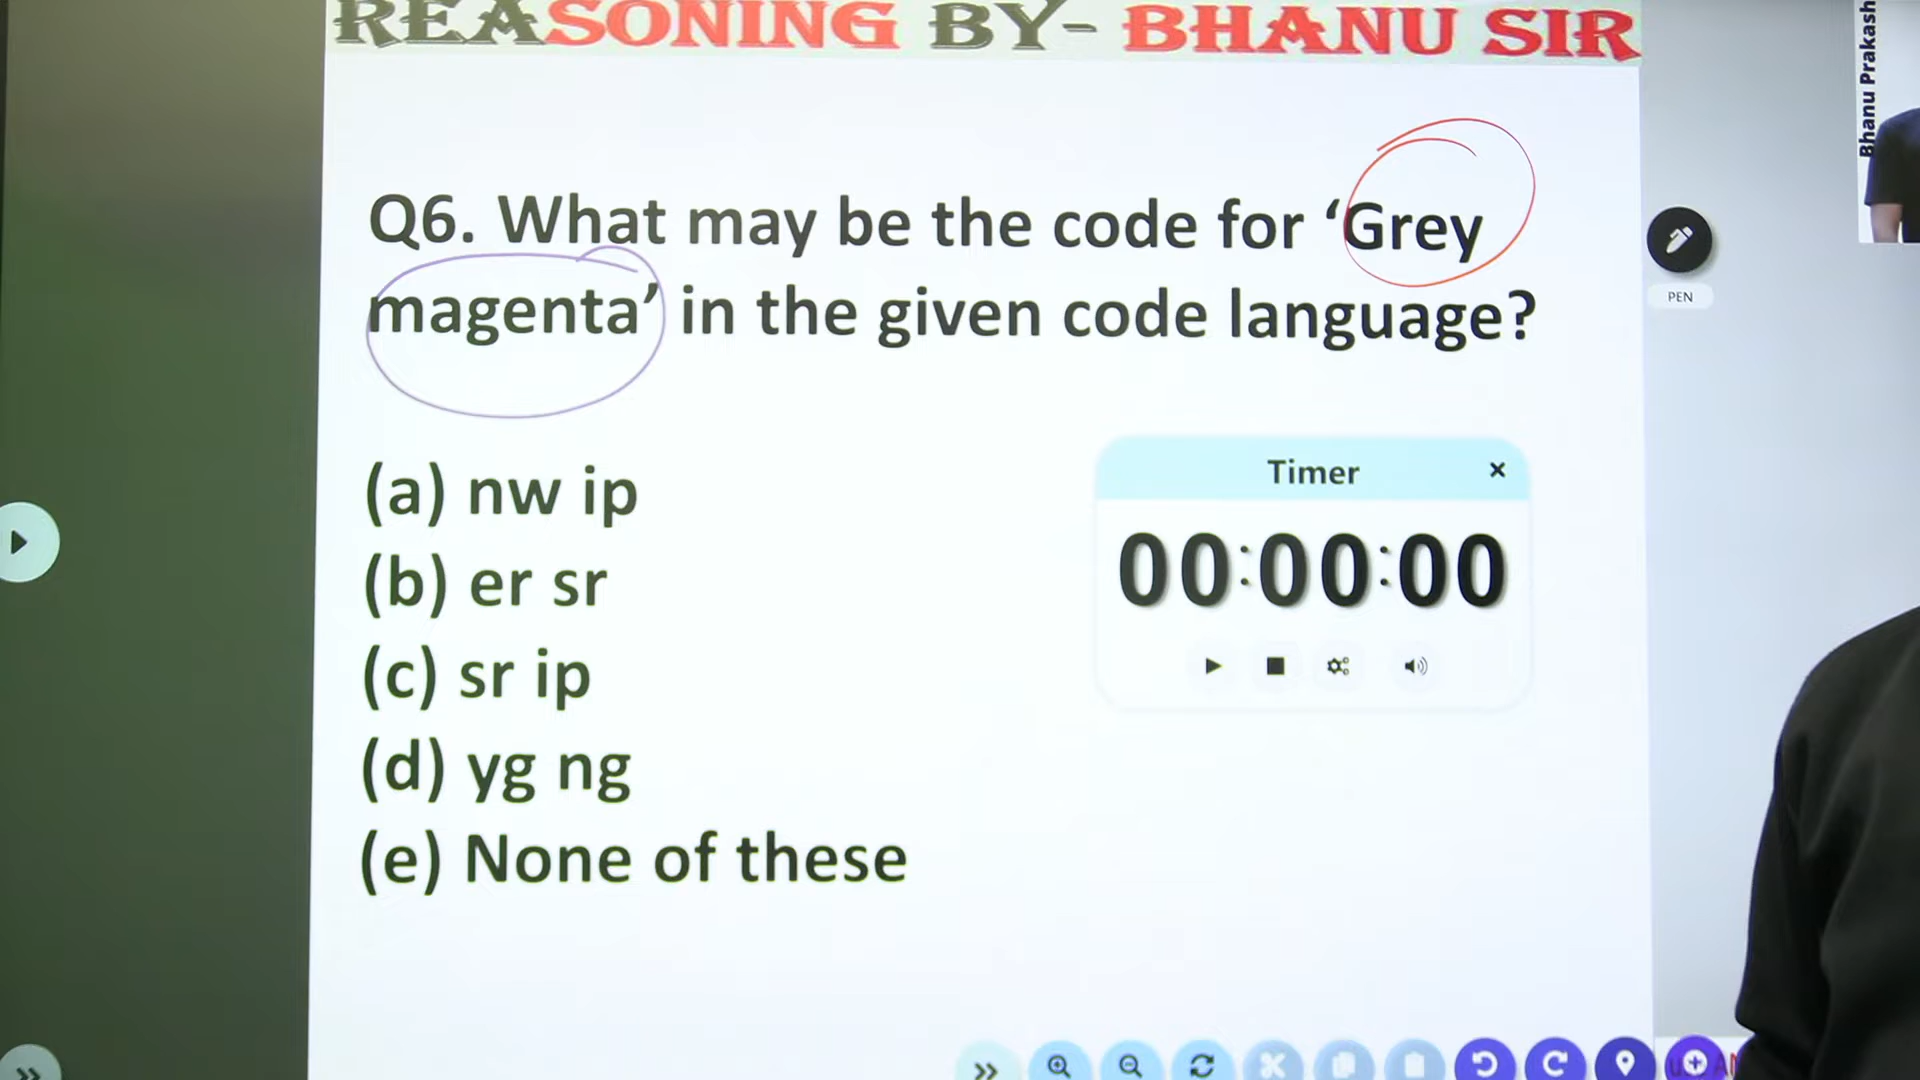 REASONING BY- BHANU SIR
Bhanu Prakash
Q6. What may be the code for ‘Grey
magenta’ in the given code language?
PEN
(a) nw ip
(b) er sr
(c) sr ip
(d) yg ng
(e) None of these
Timer
00:00:00